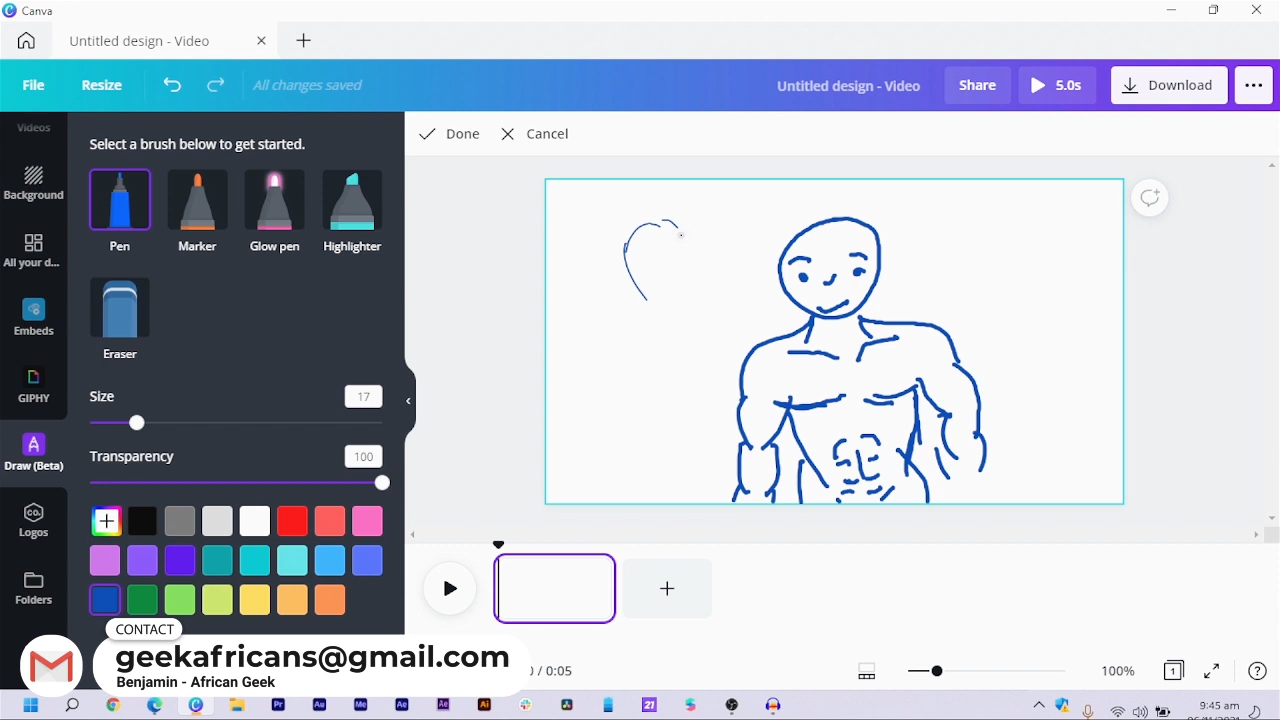 Canva
Untitled design - Video
File
Resize
All changes saved
Untitled design - Video
Share
5.0s
Download
Videos
Background
All your d...
Embeds
GIPHY
Draw (Beta)
Logos
Folders
Select a brush below to get started.
Pen
Marker
Glow pen
Highlighter
Eraser
Size
17
Transparency
100
Done
Cancel
CONTACT
geekafricans@gmail.com
Benjamin - African Geek
/ 0:05
100%
1
9:45 am